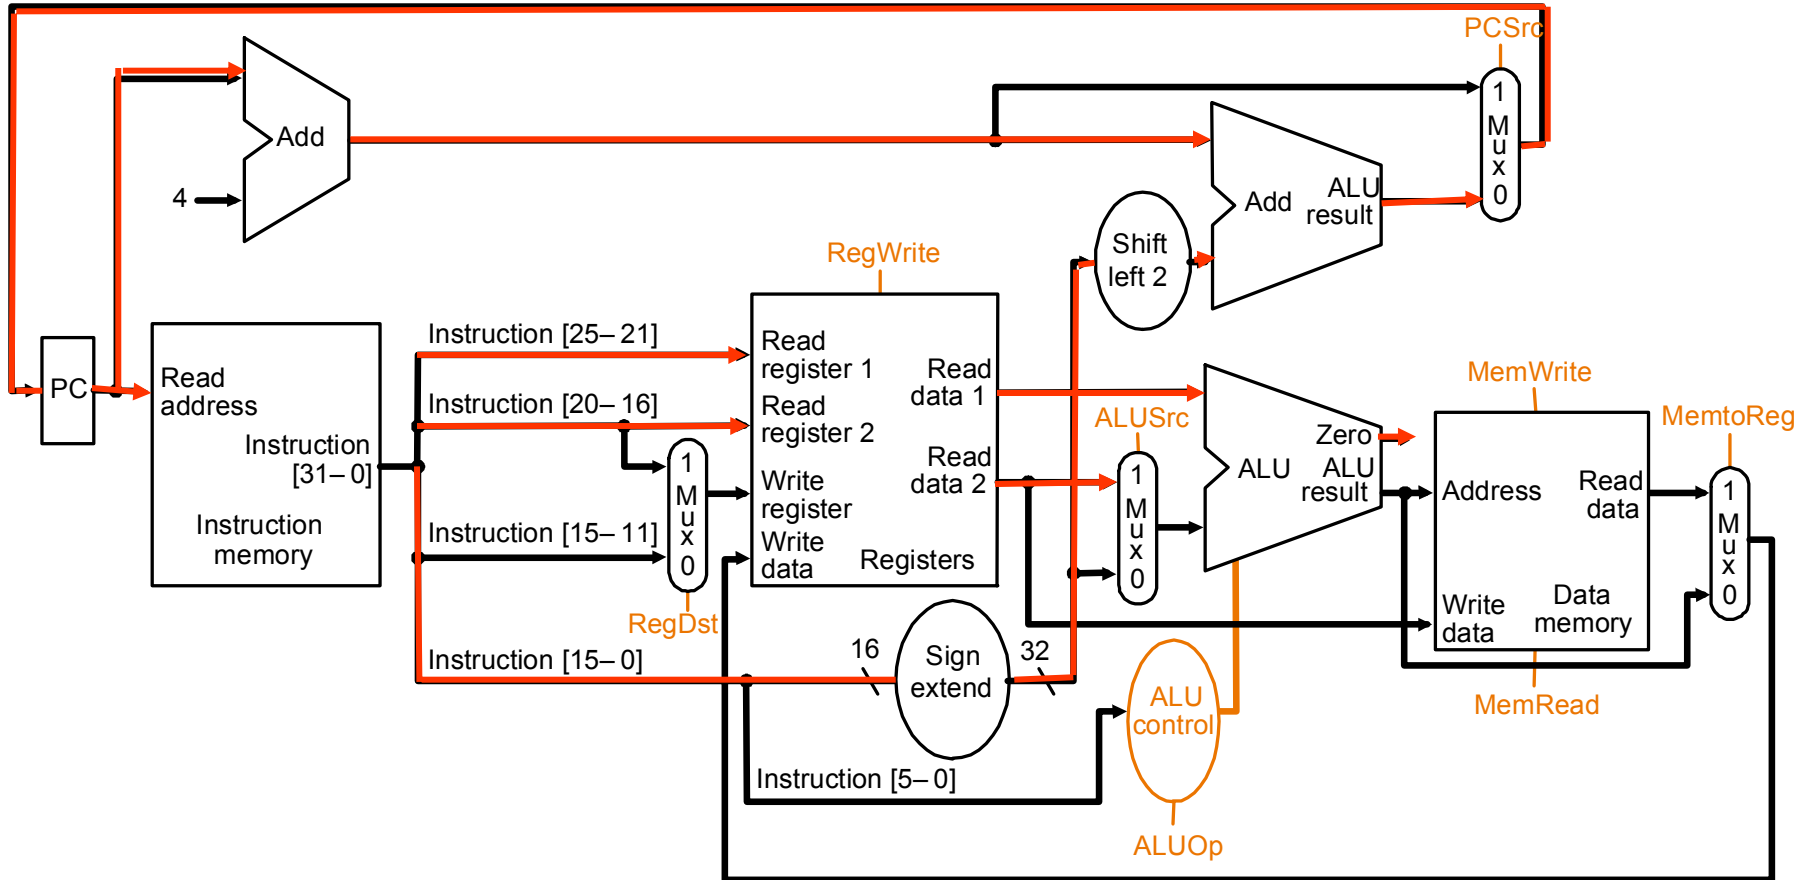 PCSrc
1
M
u
x
0
Add
4
Add
ALU
result
Shift
left 2
RegWrite
PC
Read
address
Instruction
[31– 0]
Instruction
memory
Instruction [25– 21]
Instruction [20– 16]
Instruction [15– 11]
Instruction [15– 0]
Instruction [5– 0]
1
M
u
x
0
RegDst
Read
register 1
Read
register 2
Write
register
Write
data
Read
data 1
Read
data 2
Registers
16
Sign
extend
32
ALUSrc
1
M
u
x
0
Zero
ALU
ALU
result
ALU
control
ALUOp
MemWrite
Address
Read
data
Write
data
Data
memory
MemRead
MemtoReg
1
M
u
x
0